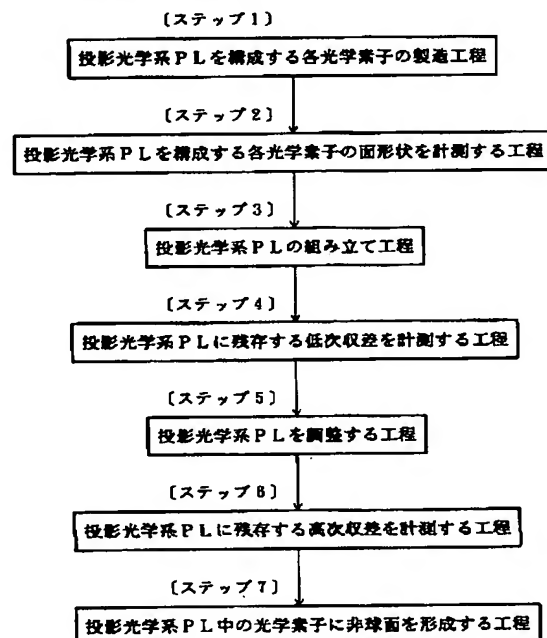 〔ステップ1〕
投影光学系PLを構成する各光学素子の製造工程
〔ステップ2〕
投影光学系PLを構成する各光学素子の面形状を計測する工程
〔ステップ3〕
投影光学系PLの組み立て工程
〔ステップ4〕
投影光学系PLに残存する低次収差を計測する工程
〔ステップ5〕
投影光学系PLを調整する工程
〔ステップ6〕
投影光学系PLに残存する高次収差を計測する工程
〔ステップ7〕
投影光学系PL中の光学素子に非球面を形成する工程